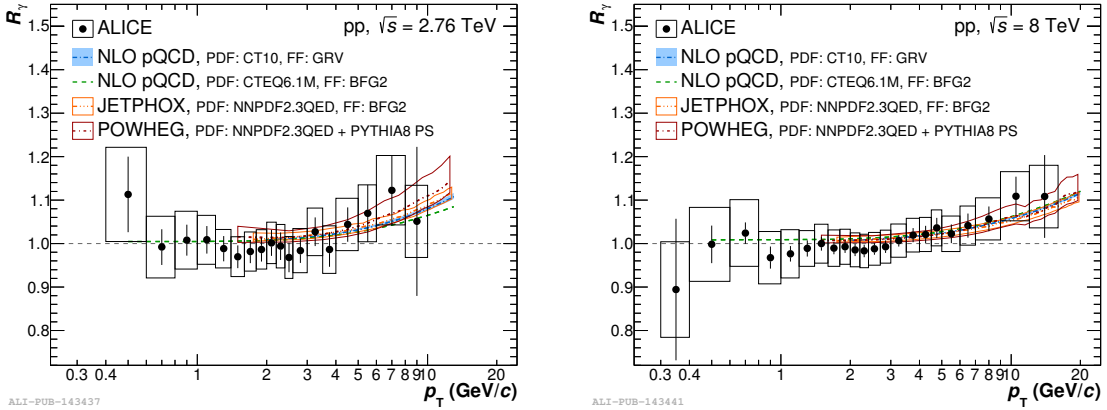 R_γ
pp, √s = 2.76 TeV
ALICE
NLO pQCD, PDF: CT10, FF: GRV
NLO pQCD, PDF: CTEQ6.1M, FF: BFG2
JETPHOX, PDF: NNPDF2.3QED, FF: BFG2
POWHEG, PDF: NNPDF2.3QED + PYTHIA8 PS
1.5
1.4
1.3
1.2
1.1
1.0
0.9
0.8
0.3 1 2 3 4 5 6 7 8 9 10 20
p_T (GeV/c)
ALI-PUB-143437
R_γ
pp, √s = 8 TeV
ALICE
NLO pQCD, PDF: CT10, FF: GRV
NLO pQCD, PDF: CTEQ6.1M, FF: BFG2
JETPHOX, PDF: NNPDF2.3QED, FF: BFG2
POWHEG, PDF: NNPDF2.3QED + PYTHIA8 PS
1.5
1.4
1.3
1.2
1.1
1.0
0.9
0.8
0.3 0.4 1 2 3 4 5 6 7 8 10 20
p_T (GeV/c)
ALI-PUB-143441